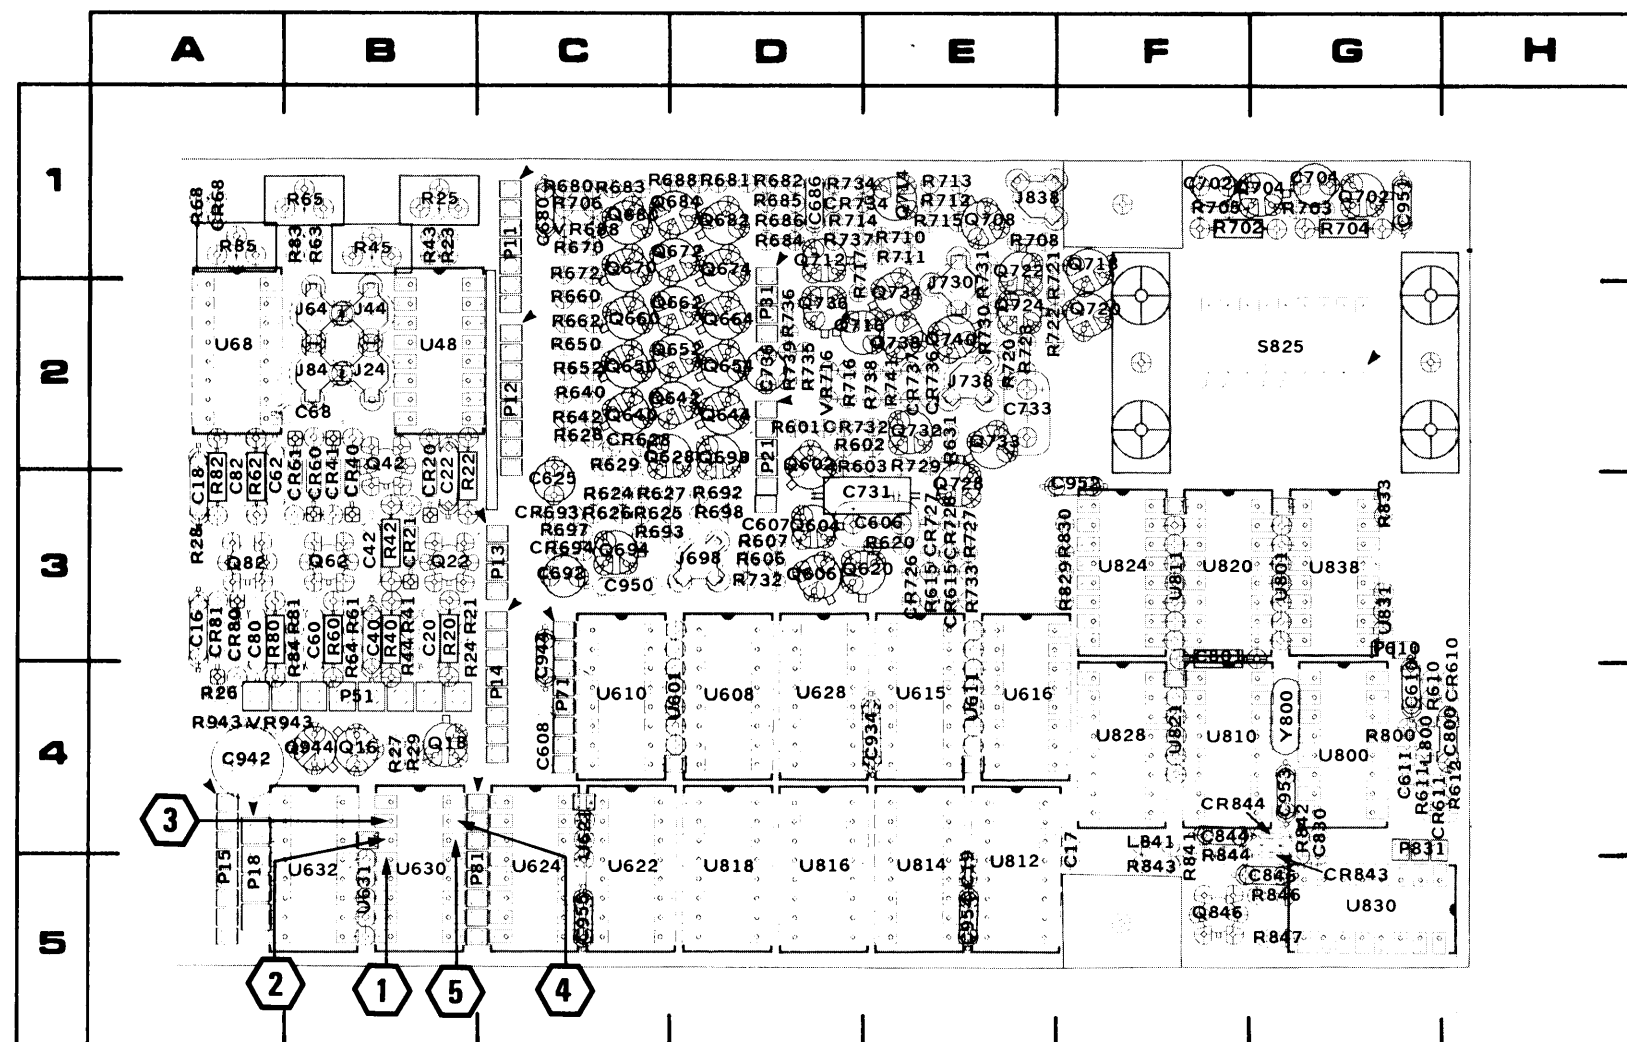 A B C D E F G H
1
R68 CR68 R65 R25
R85 R83 R63 R45 R43 R23
P11 C680 R680 R683 R688 R681 R682 R734 R713
R706 Q680 Q684 Q682 R685 C686 CR734 Q714 R712 J838
VR688 R686 R714 R715 Q708
R670 Q672 R684 R737 R710 R708
C702 Q704 C704 Q702 C951
R705 R703
R702 R704
R672 Q670 Q674 Q712 R717 R711 J730 R731 Q722 R721 Q718
2
U68 J64 J44 U48
J84 J24
C68
R660 Q662 P31 R736 Q736 Q734 Q724 Q720
R662 Q660 Q664 Q716 R730 R722
R650 Q652 R739 R735 Q738 Q740 R728
R652 Q650 Q654 C736 VR716 R716 R738 R741 CR737 CR736 J738 R720
P12 R640 Q642 C733
R642 Q640 Q644
R628 CR628 P21 R601 CR732 Q732 R631 Q733
R602
S825
R629 Q628 Q698 Q602 R603 R729 Q728
C18 R82 C82 R62 C62 CR61 CR60 CR41 CR40 Q42 CR20 C22 R22
C625 R624 R627 R692 C731 C952
CR693 R626 R625 R698 C607 Q604 C606 CR727 CR728
R697 R693 R607 R620 R727
3
R28 Q82 Q62 C42 R42 CR21 Q22 P13
CR694 Q694 J698 R606 Q606 Q620
C692 C950 R732 CR726 R615 CR615 R733
R830 R829 U824 U811 U820 U801 U838 R833 U831
C16 CR81 CR80 C80 R80 R81 R84 C60 R60 R61 R64 C40 R40 R41 R44 C20 R20 R21 R24
P610
C801
R26 P51 P14 C944 P71 U610 U601 U608 U628 U615 U611 U616
C610 R610 CR610
4
R943 VR943
C942 Q944 Q16 R27 R29 Q18 C608 C934
U828 U821 U810 Y800 U800 R800 L800 C800
C611 R611 CR611 R612
C953
CR844
3
C844 R842 C830
L841 R841 R844 P831
R843 C845 CR843
P15 P18 U632 U631 U630 P81 U624 U621 U622 U818 U816 U814 C19 U812 C17
R846 U830
5
C955 C954 Q846
R847
2 1 5 4